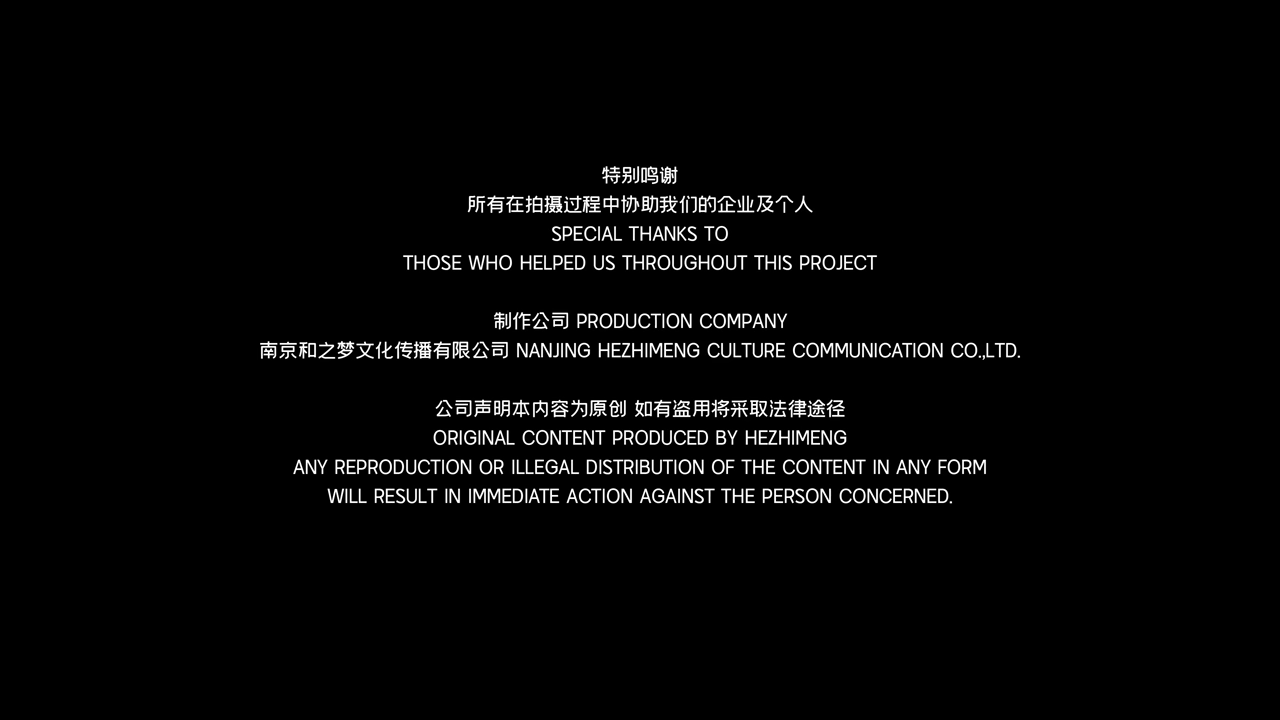 特别鸣谢
所有在拍摄过程中协助我们的企业及个人
SPECIAL THANKS TO
THOSE WHO HELPED US THROUGHOUT THIS PROJECT
制作公司 PRODUCTION COMPANY
南京和之梦文化传播有限公司 NANJING HEZHIMENG CULTURE COMMUNICATION CO.,LTD.
公司声明本内容为原创 如有盗用将采取法律途径
ORIGINAL CONTENT PRODUCED BY HEZHIMENG
ANY REPRODUCTION OR ILLEGAL DISTRIBUTION OF THE CONTENT IN ANY FORM
WILL RESULT IN IMMEDIATE ACTION AGAINST THE PERSON CONCERNED.